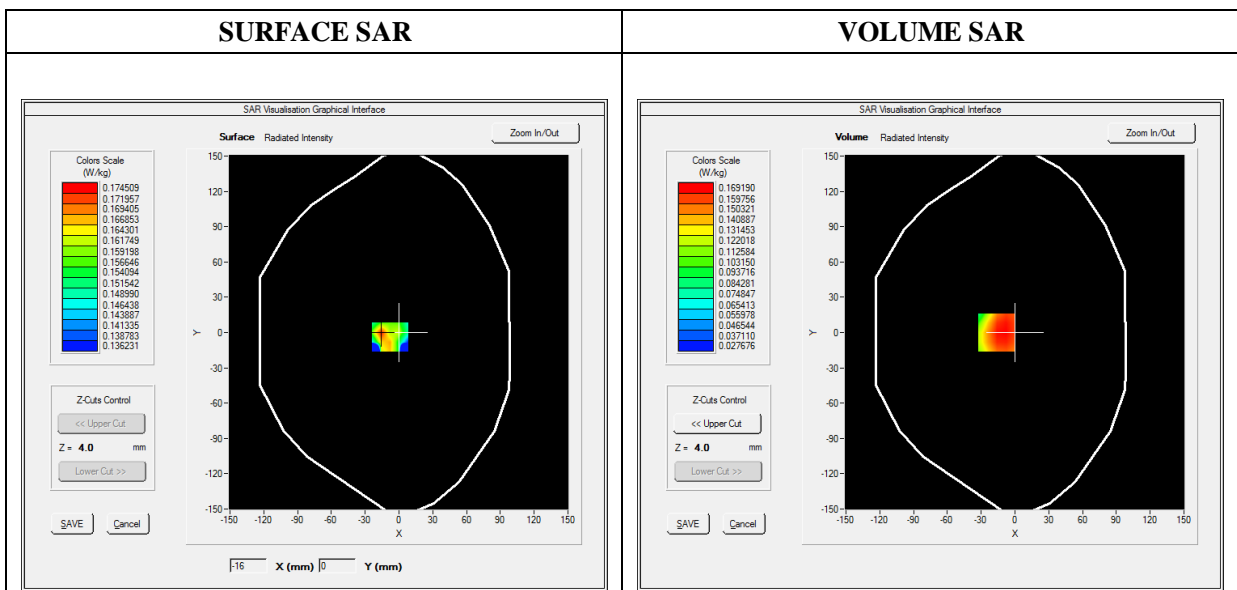 SURFACE SAR
VOLUME SAR
SAR Visualisation Graphical Interface
Surface Radiated Intensity
Zoom In/Out
Colors Scale
(W/kg)
0.174509
0.171957
0.169405
0.166853
0.164301
0.161749
0.159198
0.156646
0.154094
0.151542
0.148990
0.146438
0.143887
0.141335
0.138783
0.136231
Z-Cuts Control
<< Upper Cut
Z = 4.0 mm
Lower Cut >>
SAVE Cancel
150
120
90
60
30
0
-30
-60
-90
-120
-150
Y
-150 -120 -90 -60 -30 0 30 60 90 120 150
X
-16 X (mm) 0 Y (mm)
SAR Visualisation Graphical Interface
Volume Radiated Intensity
Zoom In/Out
Colors Scale
(W/kg)
0.169190
0.159756
0.150321
0.140887
0.131453
0.122018
0.112584
0.103150
0.093716
0.084281
0.074847
0.065413
0.055978
0.046544
0.037110
0.027676
Z-Cuts Control
<< Upper Cut
Z = 4.0 mm
Lower Cut >>
SAVE Cancel
150
120
90
60
30
0
-30
-60
-90
-120
-150
Y
-150 -120 -90 -60 -30 0 30 60 90 120 150
X